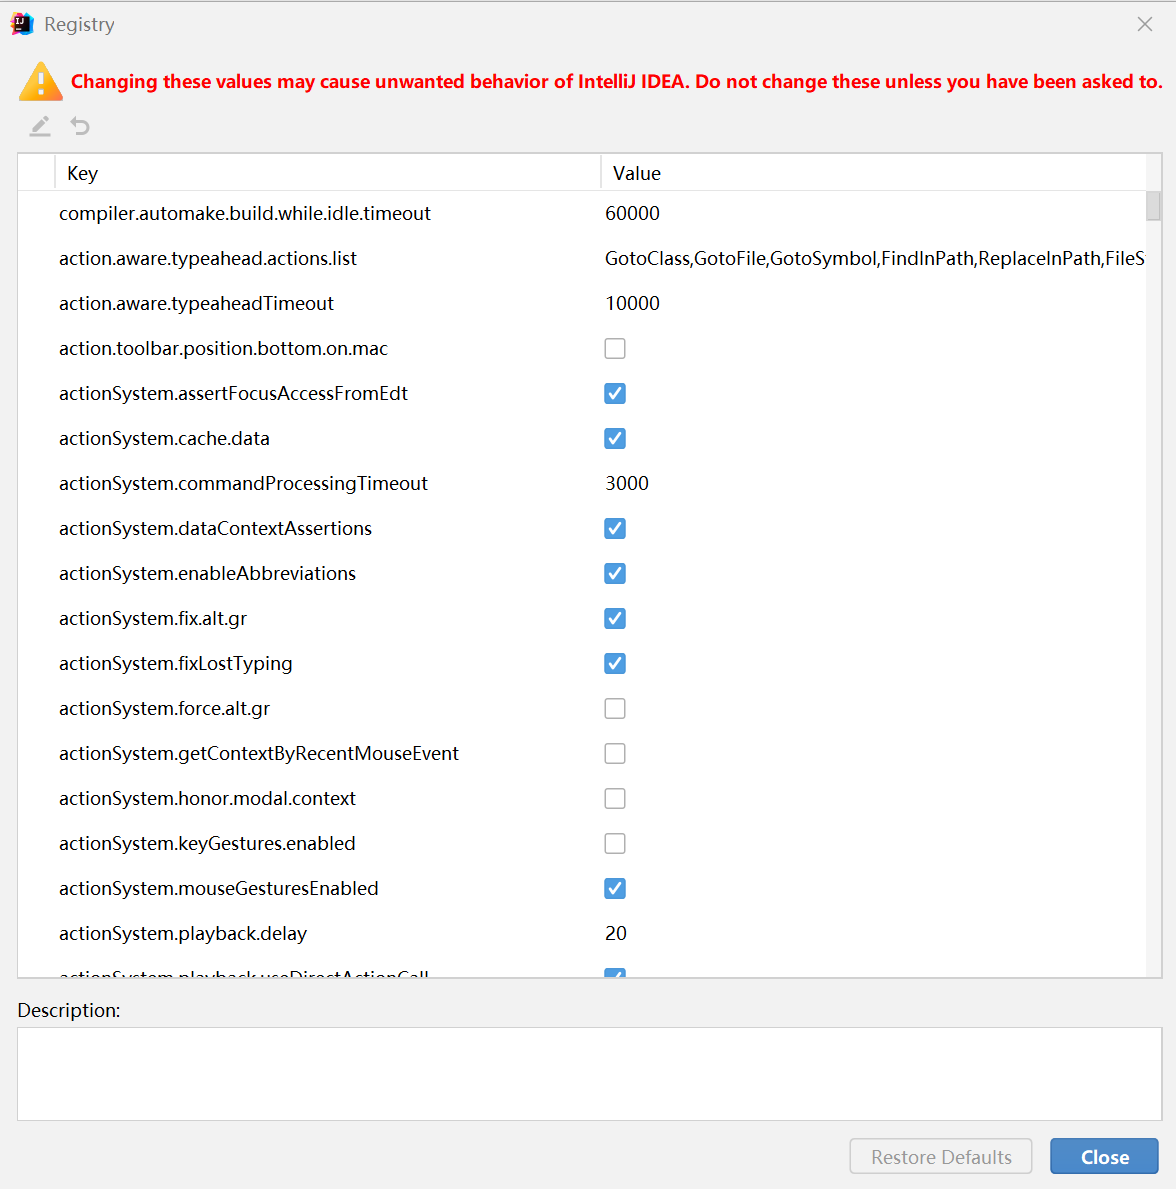 Registry
Changing these values may cause unwanted behavior of IntelliJ IDEA. Do not change these unless you have been asked to.
Key Value
compiler.automake.build.while.idle.timeout 60000
action.aware.typeahead.actions.list GotoClass,GotoFile,GotoSymbol,FindInPath,ReplaceInPath,FileS
action.aware.typeaheadTimeout 10000
action.toolbar.position.bottom.on.mac
actionSystem.assertFocusAccessFromEdt
actionSystem.cache.data
actionSystem.commandProcessingTimeout 3000
actionSystem.dataContextAssertions
actionSystem.enableAbbreviations
actionSystem.fix.alt.gr
actionSystem.fixLostTyping
actionSystem.force.alt.gr
actionSystem.getContextByRecentMouseEvent
actionSystem.honor.modal.context
actionSystem.keyGestures.enabled
actionSystem.mouseGesturesEnabled
actionSystem.playback.delay 20
actionSystem.playback.useDirectActionCall
Description:
Restore Defaults Close